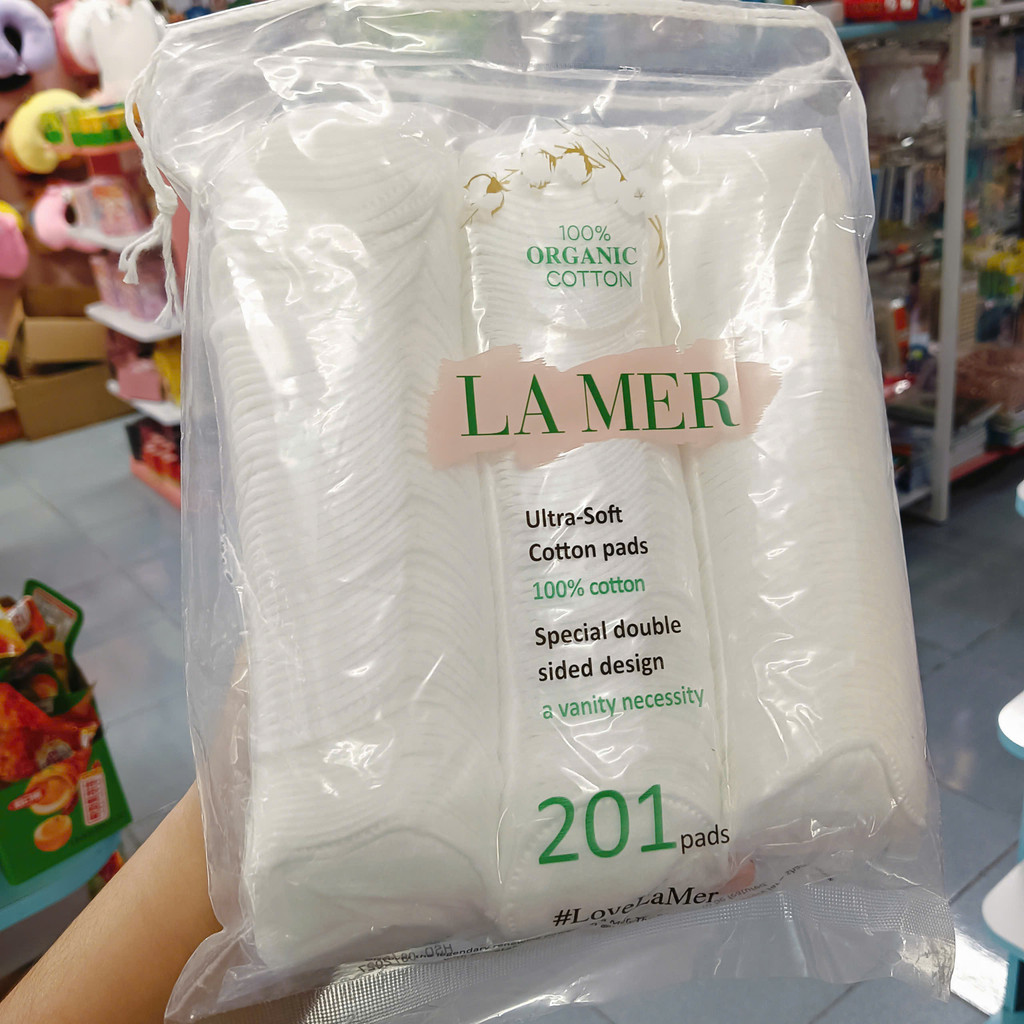 100%
ORGANIC
COTTON
LA MER
Ultra-Soft
Cotton pads
100% cotton
Special double
sided design
a vanity necessity
201 pads
#LoveLaMer